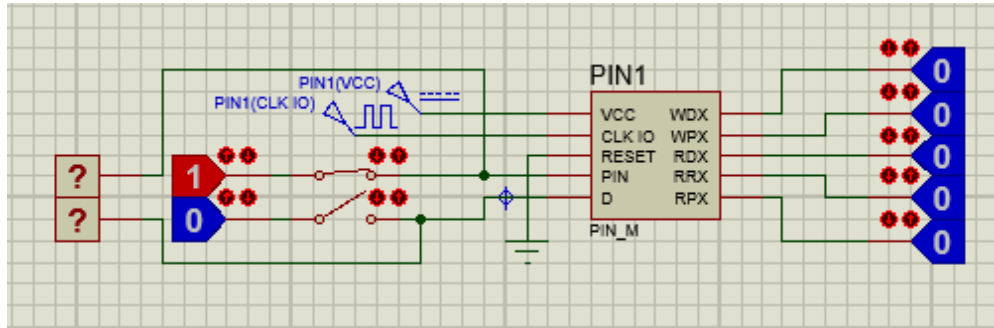 PIN1
PIN1(VCC)
PIN1(CLK IO)
VCC WDX
CLK IO WPX
RESET RDX
PIN RRX
D RPX
PIN_M
? 1
? 0
0
0
0
0
0